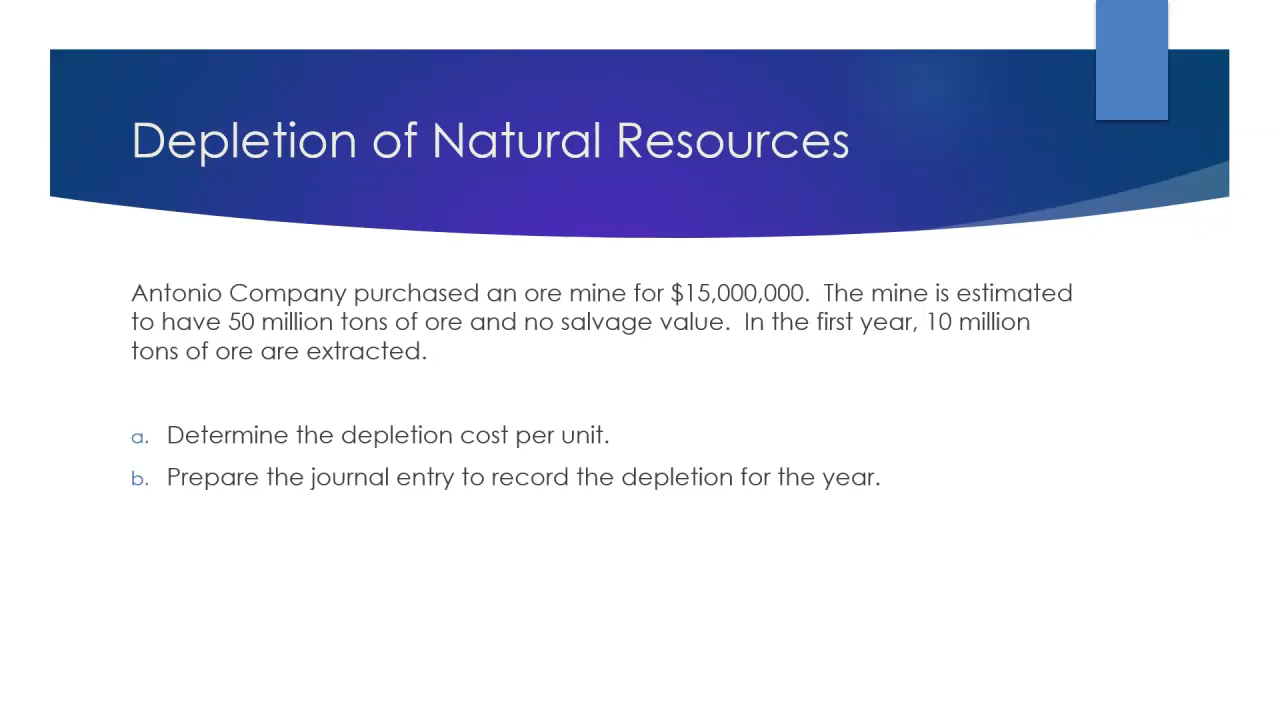 Depletion of Natural Resources
Antonio Company purchased an ore mine for $15,000,000.  The mine is estimated
to have 50 million tons of ore and no salvage value.  In the first year, 10 million
tons of ore are extracted.
a. Determine the depletion cost per unit.
b. Prepare the journal entry to record the depletion for the year.